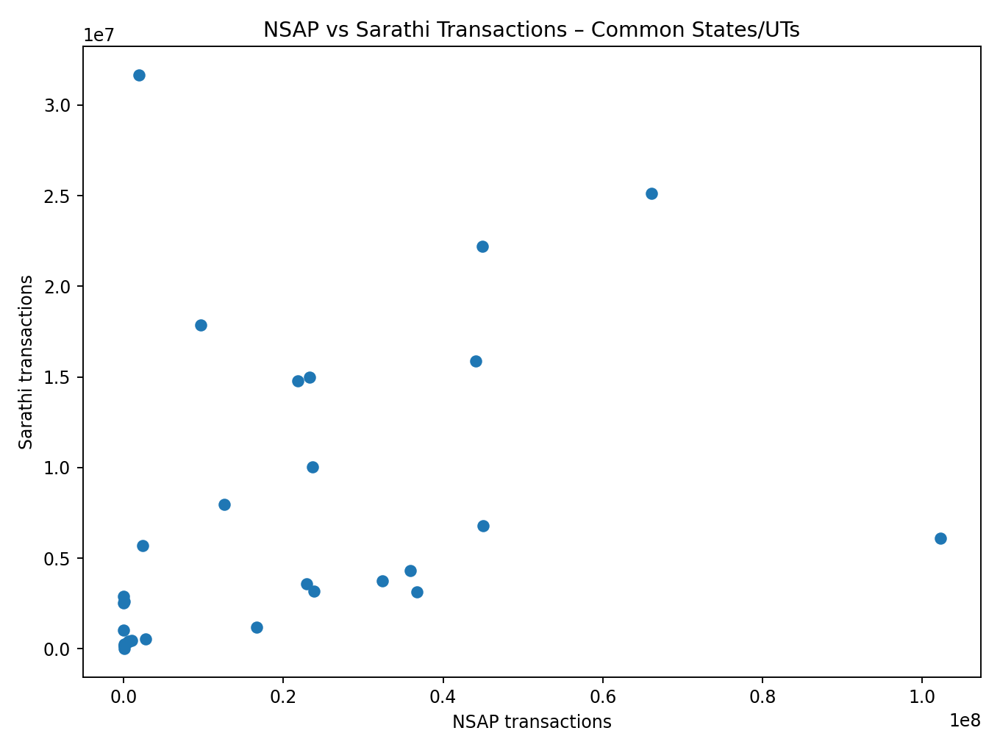 NSAP vs Sarathi Transactions – Common States/UTs
1e7
3.0
2.5
2.0
1.5
1.0
0.5
0.0
Sarathi transactions
0.0 0.2 0.4 0.6 0.8 1.0
NSAP transactions
1e8